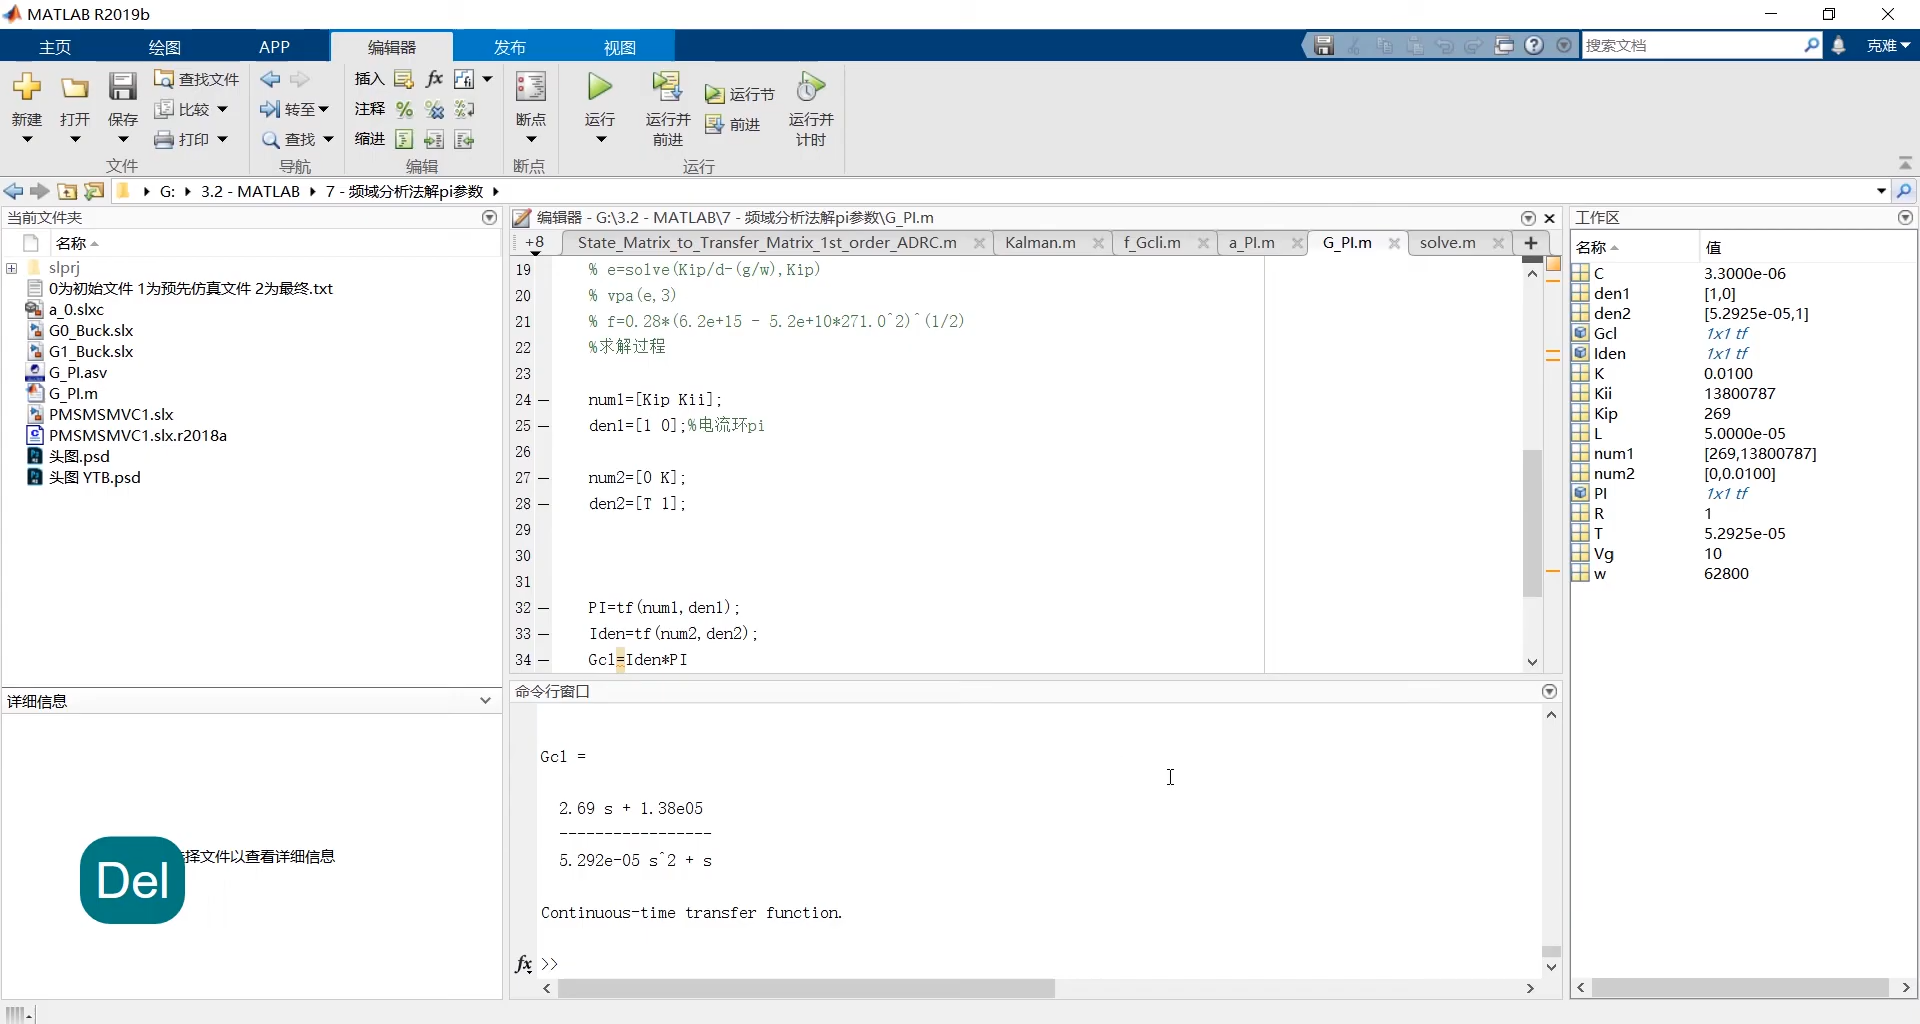 MATLAB R2019b
主页 绘图 APP 编辑器 发布 视图
搜索文档
克难
新建 打开 保存
查找文件
比较
打印
文件
转至
查找
导航
插入 fx
注释
缩进
编辑
断点
断点
运行
运行并
前进
运行节
前进
运行并
计时
运行
G: 3.2 - MATLAB 7 - 频域分析法解pi参数
当前文件夹
名称
slprj
0为初始文件 1为预先仿真文件 2为最终.txt
a_0.slxc
G0_Buck.slx
G1_Buck.slx
G_PI.asv
G_PI.m
PMSMSMVC1.slx
PMSMSMVC1.slx.r2018a
头图.psd
头图 YTB.psd
详细信息
择文件以查看详细信息
Del
编辑器 - G:\3.2 - MATLAB\7 - 频域分析法解pi参数\G_PI.m
+8 State_Matrix_to_Transfer_Matrix_1st_order_ADRC.m Kalman.m f_Gcli.m a_PI.m G_PI.m solve.m
19 % e=solve(Kip/d-(g/w),Kip)
20 % vpa(e,3)
21 % f=0.28*(6.2e+15 - 5.2e+10*271.0^2)^(1/2)
22 %求解过程
23
24 num1=[Kip Kii];
25 den1=[1 0];%电流环pi
26
27 num2=[0 K];
28 den2=[T 1];
29
30
31
32 PI=tf(num1,den1);
33 Iden=tf(num2,den2);
34 Gcl=Iden*PI
命令行窗口
Gcl =
2.69 s + 1.38e05
-----------------
5.292e-05 s^2 + s
Continuous-time transfer function.
fx >>
工作区
名称 值
C 3.3000e-06
den1 [1,0]
den2 [5.2925e-05,1]
Gcl 1x1 tf
Iden 1x1 tf
K 0.0100
Kii 13800787
Kip 269
L 5.0000e-05
num1 [269,13800787]
num2 [0,0.0100]
PI 1x1 tf
R 1
T 5.2925e-05
Vg 10
w 62800